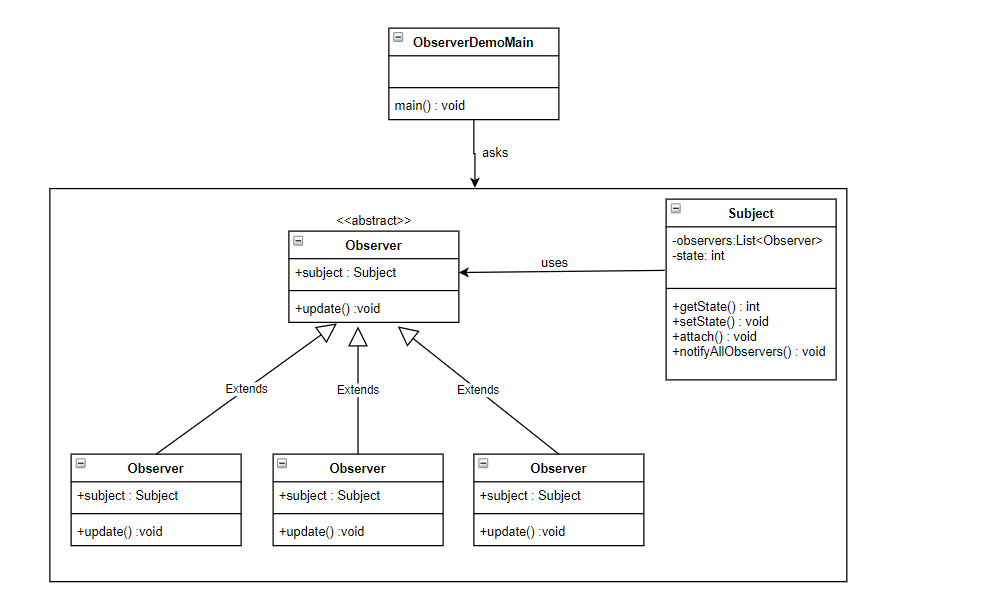 ObserverDemoMain
main() : void
asks
<<abstract>>
Observer
+subject : Subject
+update() :void
uses
Subject
-observers:List<Observer>
-state: int
+getState() : int
+setState() : void
+attach() : void
+notifyAllObservers() : void
Extends
Extends
Extends
Observer
+subject : Subject
+update() :void
Observer
+subject : Subject
+update() :void
Observer
+subject : Subject
+update() :void